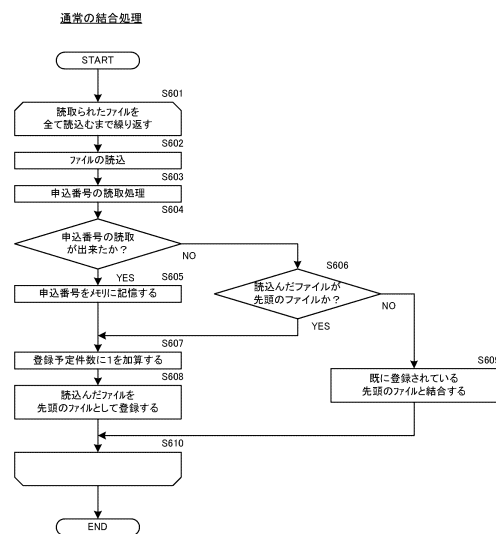 通常の結合処理
START
S601
読取られたファイルを
全て読込むまで繰り返す
S602
ファイルの読込
S603
申込番号の読取処理
S604
申込番号の読取
が出来たか？
NO
YES
S605
申込番号をメモリに記憶する
S606
読込んだファイルが
先頭のファイルか？
NO
YES
S607
登録予定件数に1を加算する
S608
読込んだファイルを
先頭のファイルとして登録する
S609
既に登録されている
先頭のファイルと結合する
S610
END